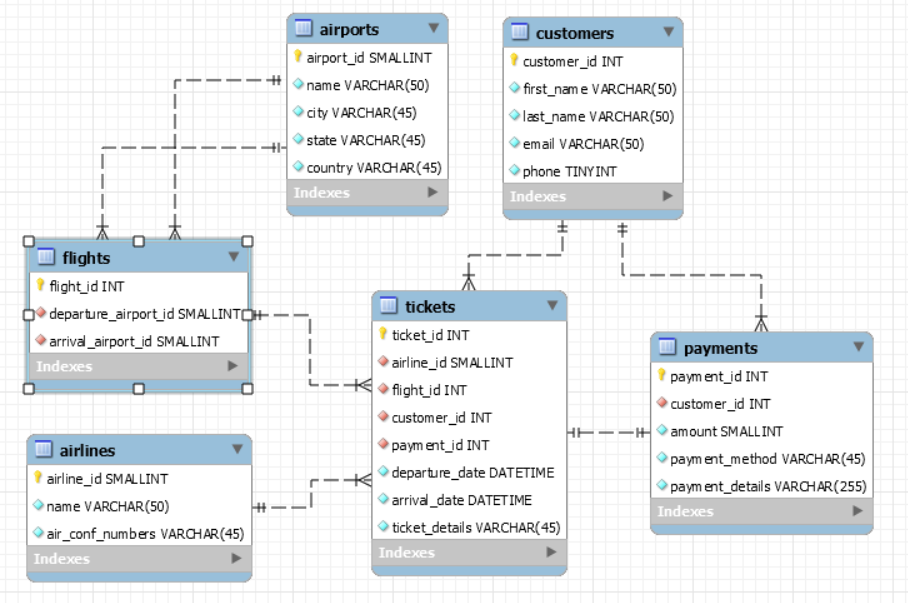 airports
airport_id SMALLINT
name VARCHAR(50)
city VARCHAR(45)
state VARCHAR(45)
country VARCHAR(45)
Indexes
customers
customer_id INT
first_name VARCHAR(50)
last_name VARCHAR(50)
email VARCHAR(50)
phone TINYINT
Indexes
flights
flight_id INT
departure_airport_id SMALLINT
arrival_airport_id SMALLINT
Indexes
tickets
ticket_id INT
airline_id SMALLINT
flight_id INT
customer_id INT
payment_id INT
departure_date DATETIME
arrival_date DATETIME
ticket_details VARCHAR(45)
Indexes
payments
payment_id INT
customer_id INT
amount SMALLINT
payment_method VARCHAR(45)
payment_details VARCHAR(255)
Indexes
airlines
airline_id SMALLINT
name VARCHAR(50)
air_conf_numbers VARCHAR(45)
Indexes